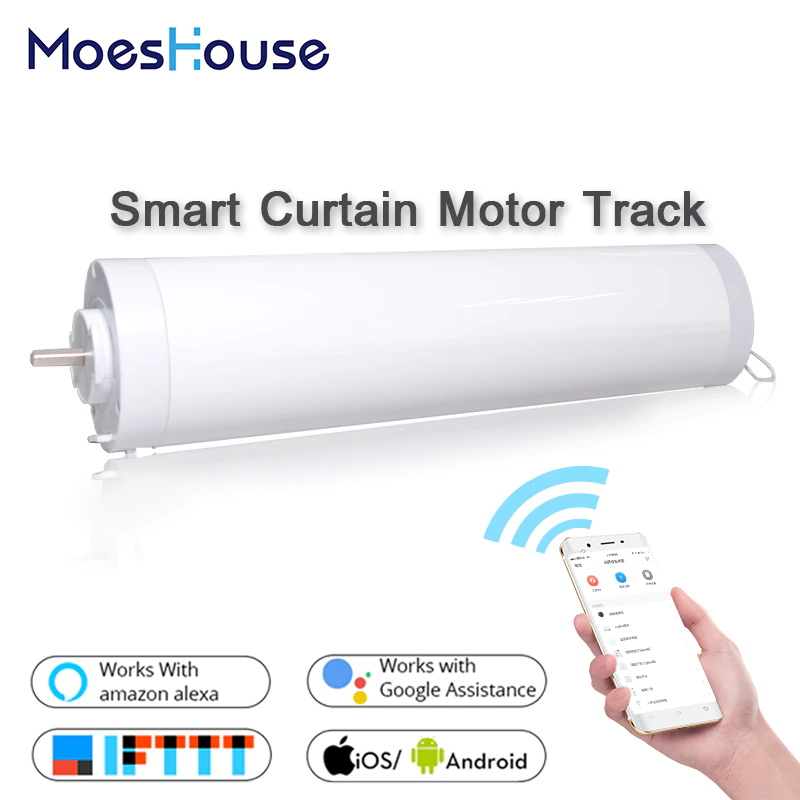 MoesHouse
Smart Curtain Motor Track
Works With
amazon alexa
Works with
Google Assistance
IFTTT
iOS/ Android